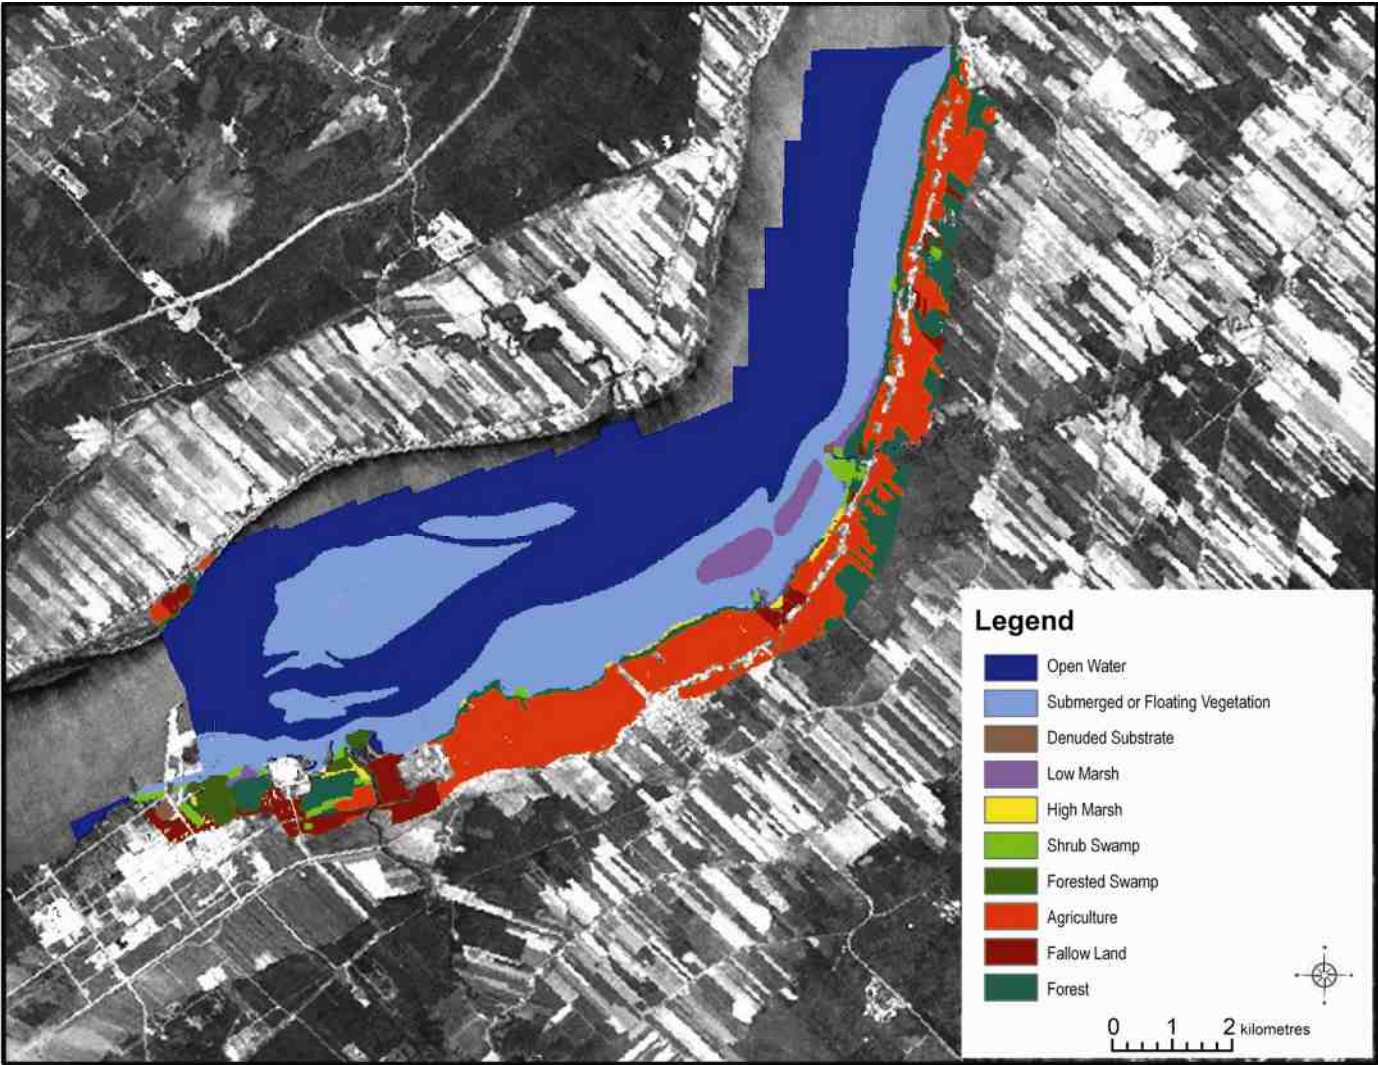 Legend
Open Water
Submerged or Floating Vegetation
Denuded Substrate
Low Marsh
High Marsh
Shrub Swamp
Forested Swamp
Agriculture
Fallow Land
Forest
0 1 2 kilometres